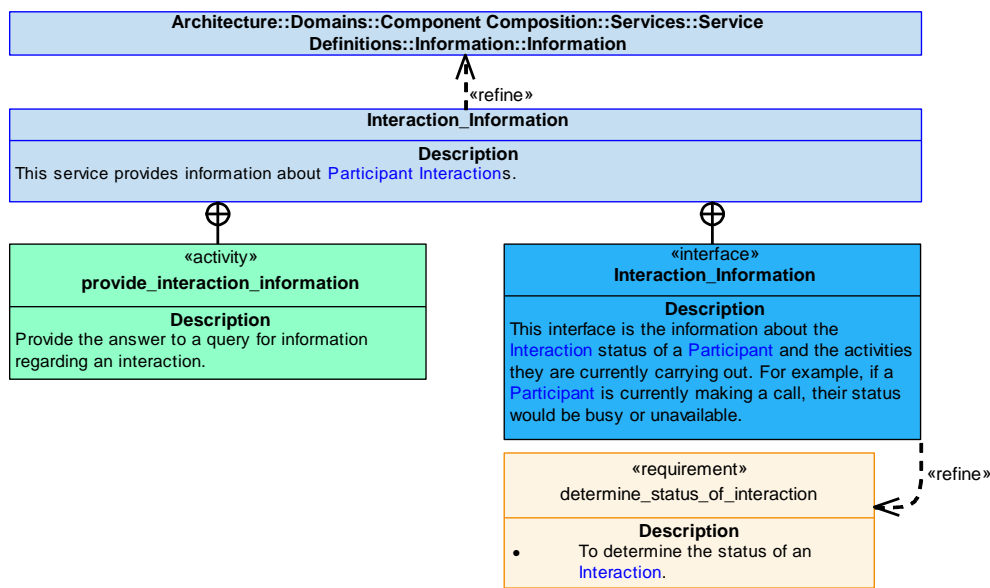 Architecture::Domains::Component Composition::Services::Service
Definitions::Information::Information
«refine»
Interaction_Information
Description
This service provides information about Participant Interactions.
«activity»
provide_interaction_information
Description
Provide the answer to a query for information
regarding an interaction.
«interface»
Interaction_Information
Description
This interface is the information about the
Interaction status of a Participant and the activities
they are currently carrying out. For example, if a
Participant is currently making a call, their status
would be busy or unavailable.
«refine»
«requirement»
determine_status_of_interaction
Description
• To determine the status of an
Interaction.